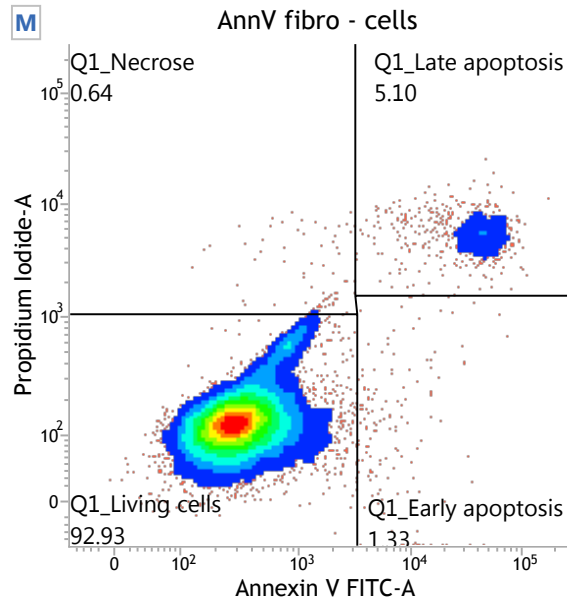 M
AnnV fibro - cells
Q1_Necrose
0.64
Q1_Late apoptosis
5.10
10⁵
10⁴
10³
10²
0
Propidium Iodide-A
Q1_Living cells
92.93
Q1_Early apoptosis
1.33
0 10² 10³ 10⁴ 10⁵
Annexin V FITC-A